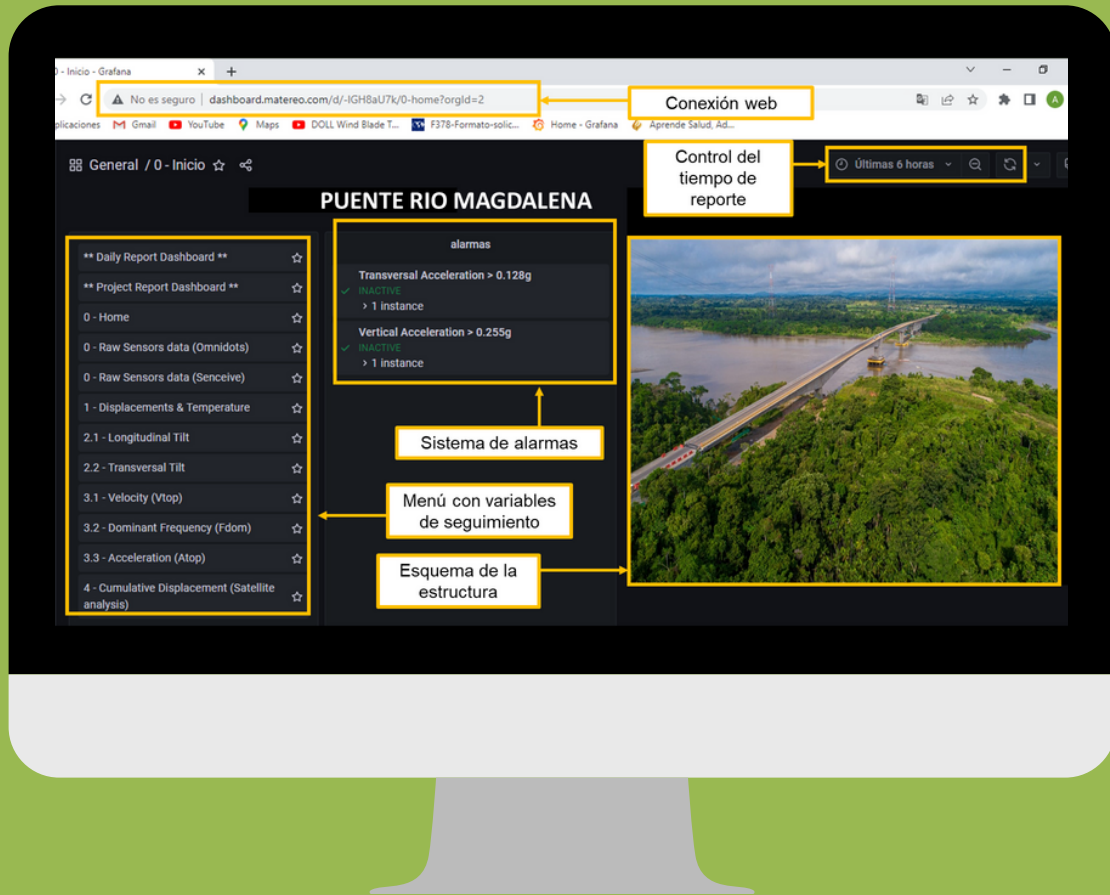 0 - Inicio - Grafana
No es seguro | dashboard.matereo.com/d/-IGH8aU7k/0-home?orgId=2
Conexión web
plicaciones Gmail YouTube Maps DOLL Wind Blade T... F378-Formato-solic... Home - Grafana Aprende Salud, Ad...
General / 0 - Inicio
Control del
tiempo de
reporte
Últimas 6 horas
PUENTE RIO MAGDALENA
** Daily Report Dashboard **
** Project Report Dashboard **
0 - Home
0 - Raw Sensors data (Omnidots)
0 - Raw Sensors data (Senceive)
1 - Displacements & Temperature
2.1 - Longitudinal Tilt
2.2 - Transversal Tilt
3.1 - Velocity (Vtop)
3.2 - Dominant Frequency (Fdom)
3.3 - Acceleration (Atop)
4 - Cumulative Displacement (Satellite
analysis)
alarmas
Transversal Acceleration > 0.128g
INACTIVE
> 1 instance
Vertical Acceleration > 0.255g
INACTIVE
> 1 instance
Sistema de alarmas
Menú con variables
de seguimiento
Esquema de la
estructura